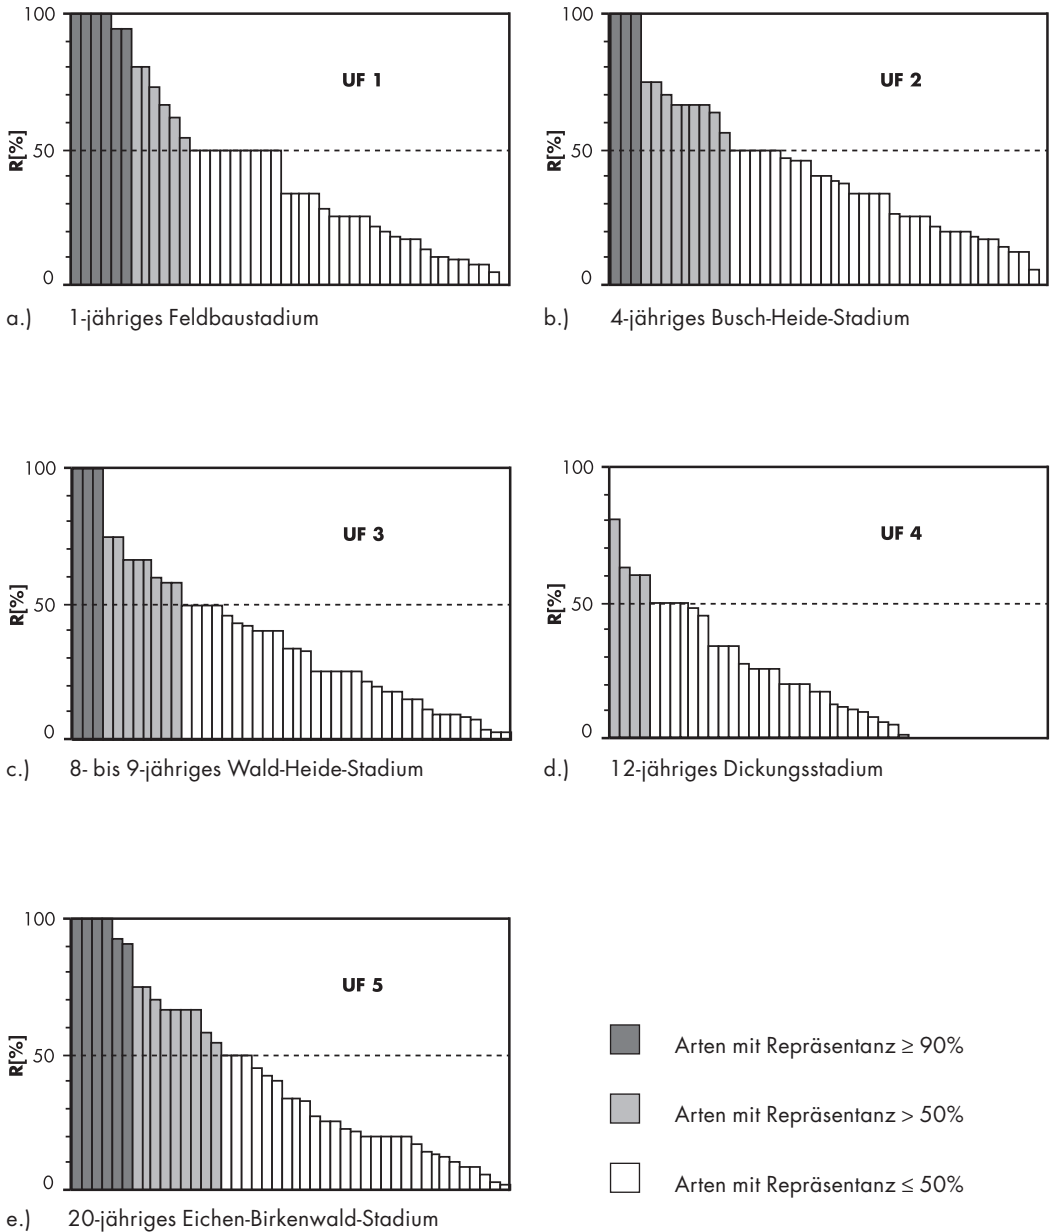 100
UF 1
R[%]
50
0
a.) 1-jähriges Feldbaustadium
100
UF 2
R[%]
50
0
b.) 4-jähriges Busch-Heide-Stadium
100
UF 3
R[%]
50
0
c.) 8- bis 9-jähriges Wald-Heide-Stadium
100
UF 4
R[%]
50
0
d.) 12-jähriges Dickungsstadium
100
UF 5
R[%]
50
0
e.) 20-jähriges Eichen-Birkenwald-Stadium
Arten mit Repräsentanz ≥ 90%
Arten mit Repräsentanz > 50%
Arten mit Repräsentanz ≤ 50%